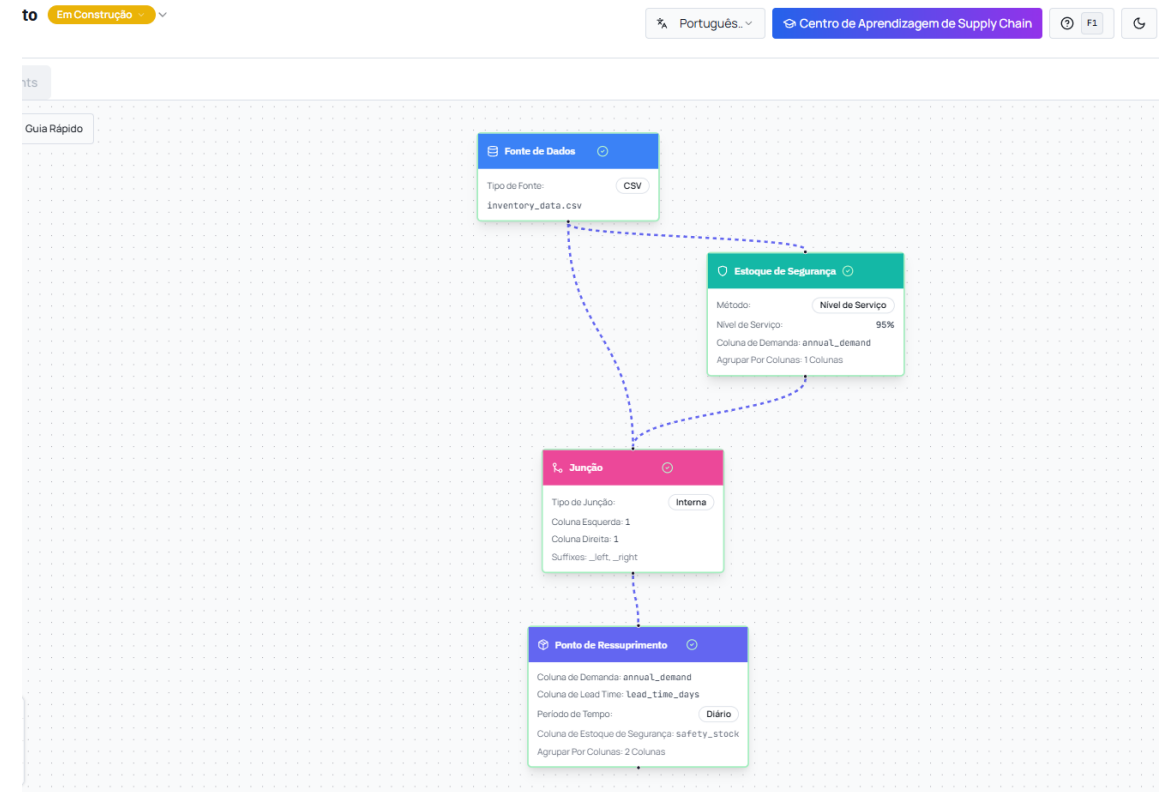 to Em Construção
Português.. Centro de Aprendizagem de Supply Chain F1
nts
Guia Rápido
Fonte de Dados
Tipo de Fonte: CSV
inventory_data.csv
Estoque de Segurança
Método: Nível de Serviço
Nível de Serviço: 95%
Coluna de Demanda: annual_demand
Agrupar Por Colunas: 1 Colunas
Junção
Tipo de Junção: Interna
Coluna Esquerda: 1
Coluna Direita: 1
Suffixes: _left, _right
Ponto de Ressuprimento
Coluna de Demanda: annual_demand
Coluna de Lead Time: lead_time_days
Período de Tempo: Diário
Coluna de Estoque de Segurança: safety_stock
Agrupar Por Colunas: 2 Colunas